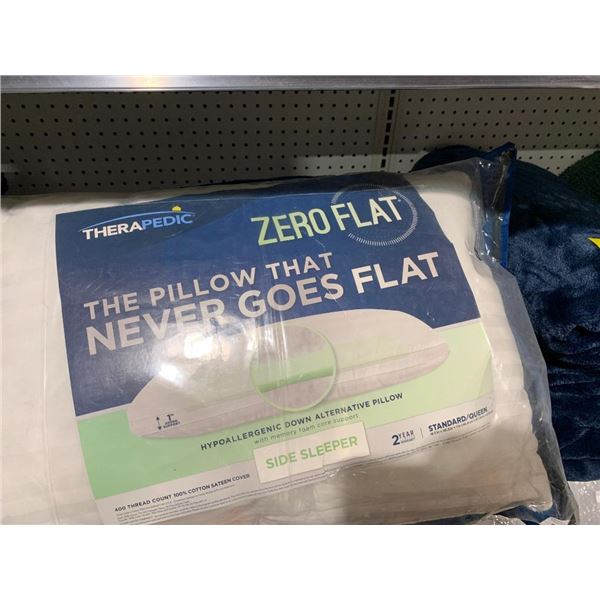 THERAPEDIC
ZERO FLAT
THE PILLOW THAT
NEVER GOES FLAT
1"
HYPOALLERGENIC DOWN ALTERNATIVE PILLOW
with memory foam core support
SIDE SLEEPER
2 YEAR
STANDARD/QUEEN
400 THREAD COUNT 100% COTTON SATEEN COVER